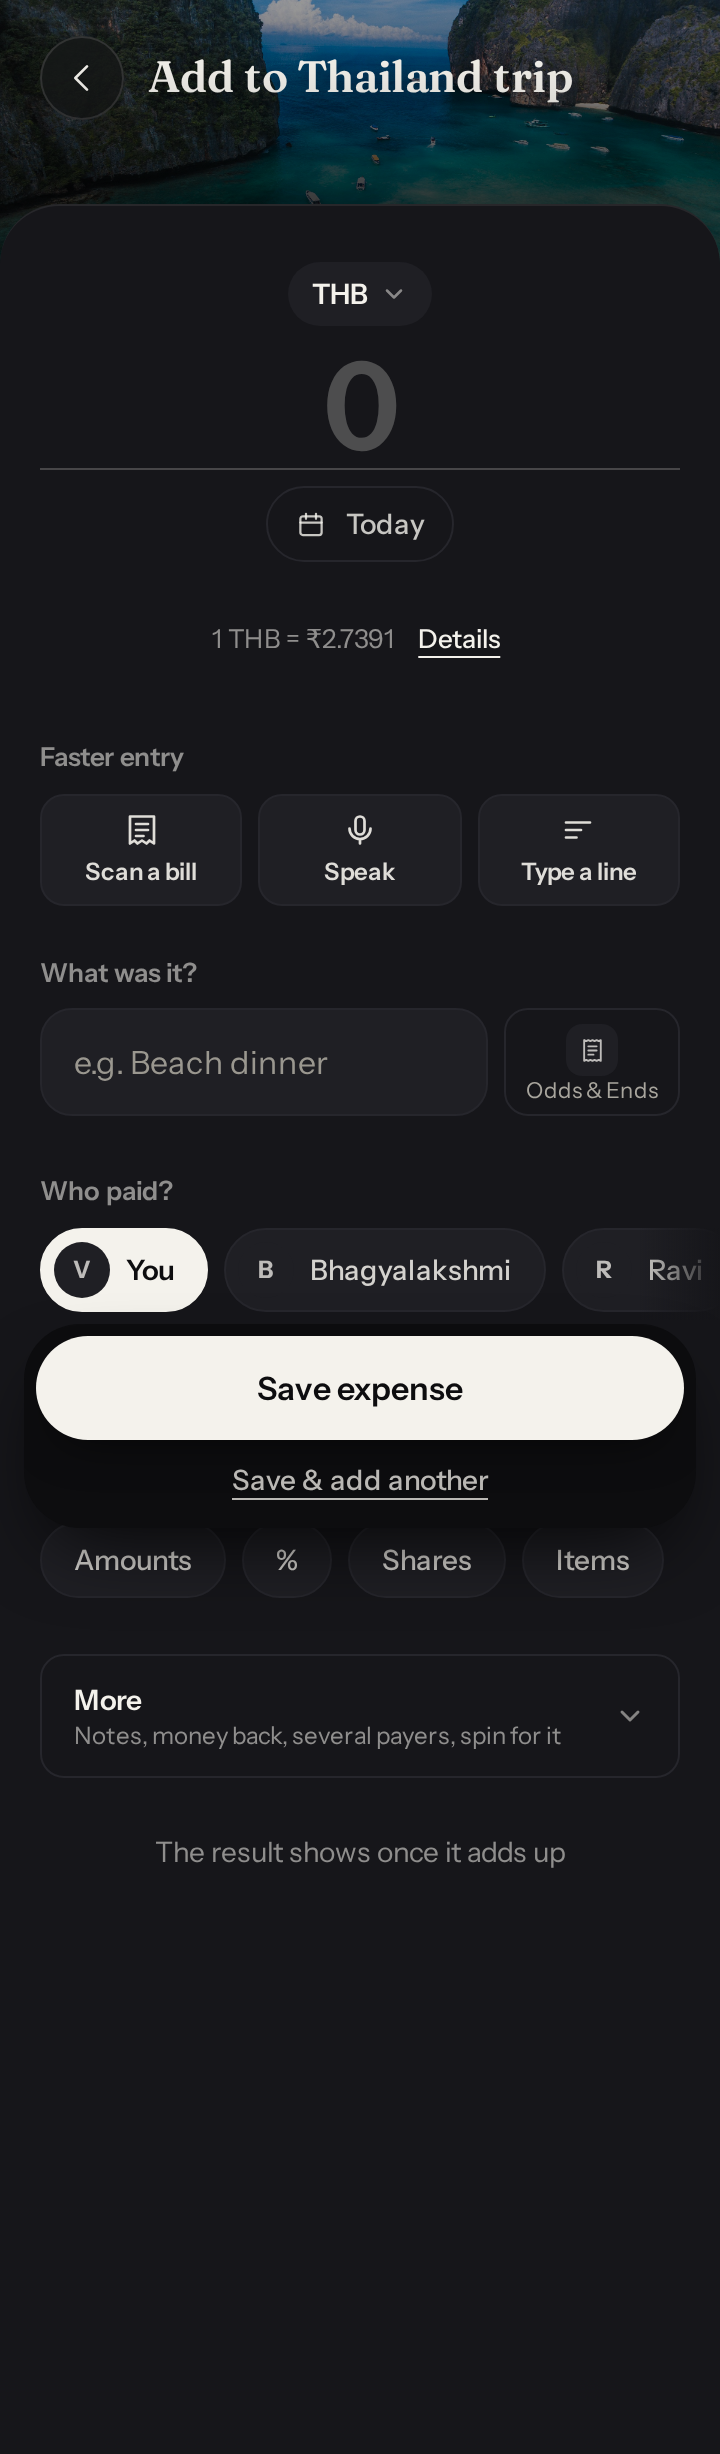 Add to Thailand trip
THB
0
Today
1 THB = ₹2.7391 Details
Faster entry
Scan a bill
Speak
Type a line
What was it?
e.g. Beach dinner
Odds & Ends
Who paid?
V You
B Bhagyalakshmi
R Ravi
Save expense
Save & add another
Amounts
%
Shares
Items
More
Notes, money back, several payers, spin for it
The result shows once it adds up